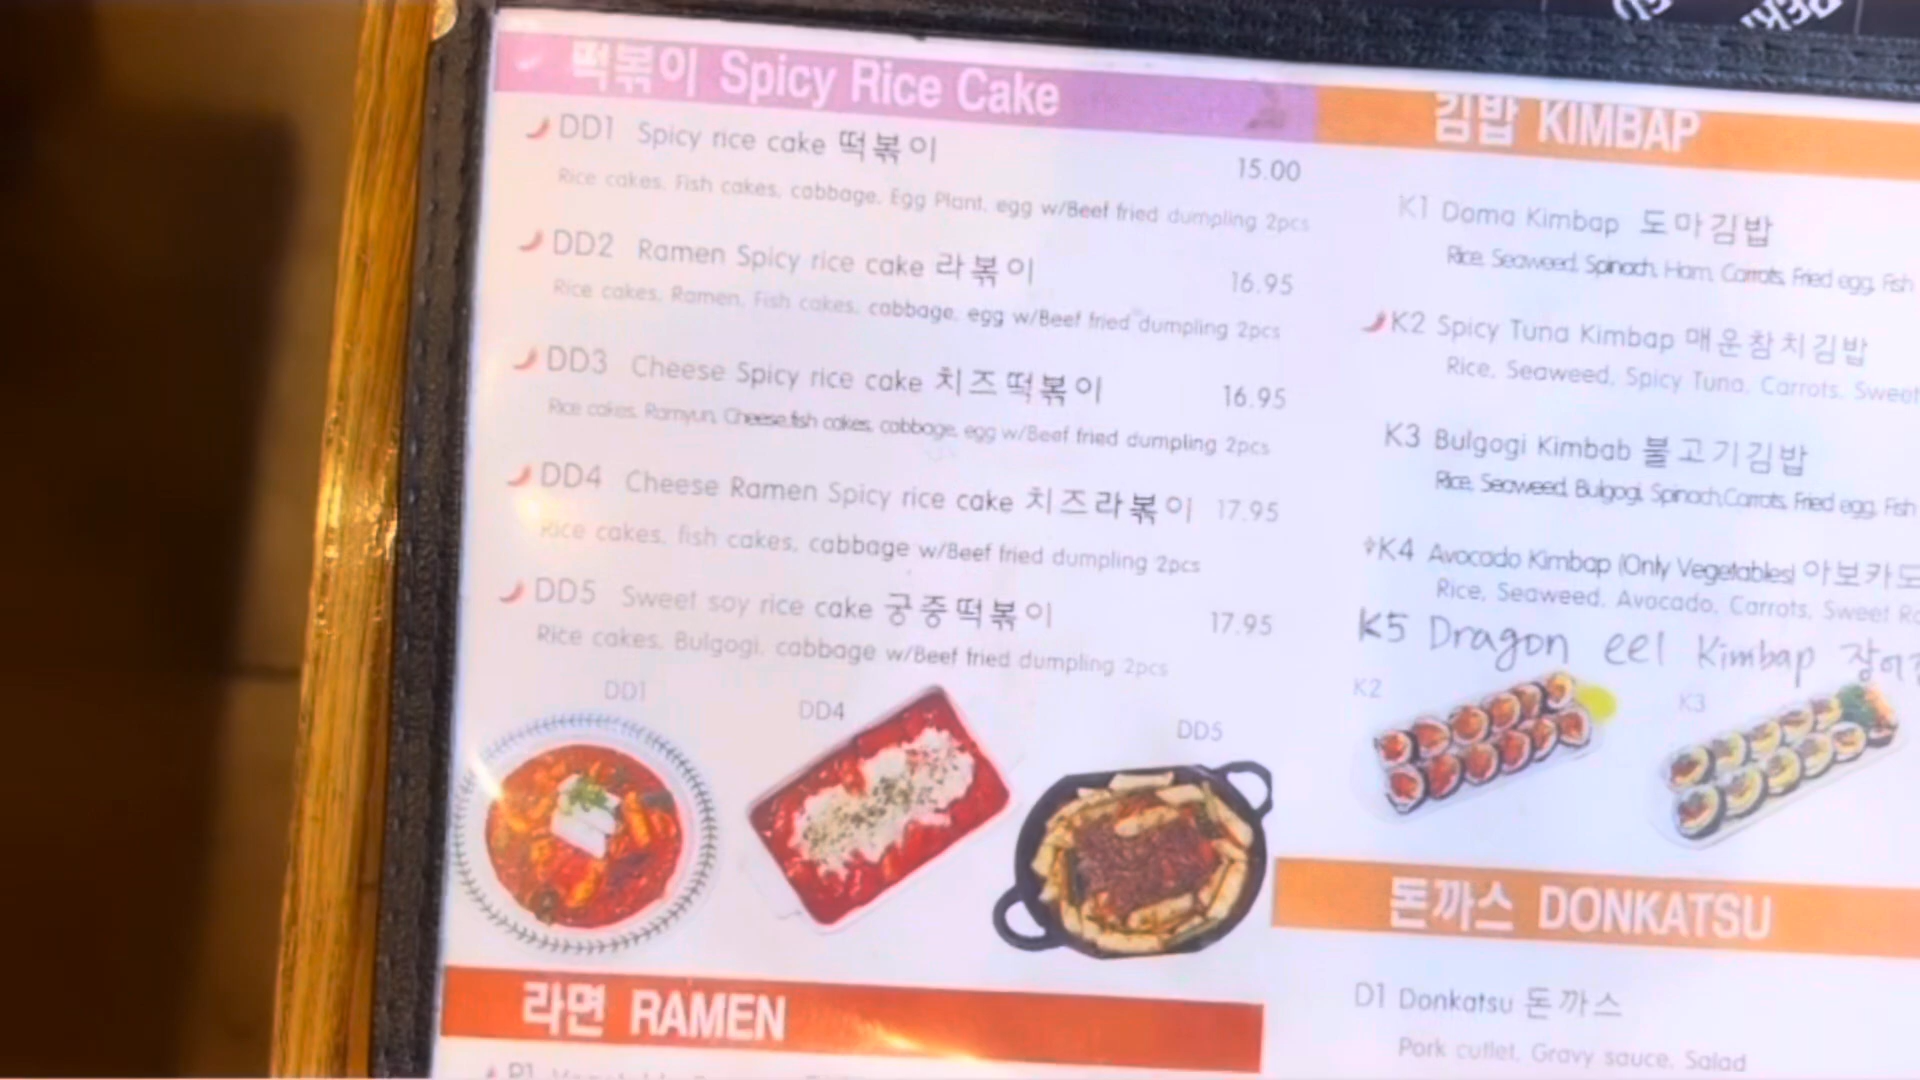 떡볶이 Spicy Rice Cake
DD1 Spicy rice cake 떡볶이 15.00
Rice cakes, Fish cakes, cabbage, Egg Plant, egg w/Beef fried dumpling 2pcs
DD2 Ramen Spicy rice cake 라볶이 16.95
Rice cakes, Ramen, Fish cakes, cabbage, egg w/Beef fried dumpling 2pcs
DD3 Cheese Spicy rice cake 치즈떡볶이 16.95
Rice cakes, Ramyun, Cheese,fish cakes, cabbage, egg w/Beef fried dumpling 2pcs
DD4 Cheese Ramen Spicy rice cake 치즈라볶이 17.95
Rice cakes, fish cakes, cabbage w/Beef fried dumpling 2pcs
DD5 Sweet soy rice cake 궁중떡볶이 17.95
Rice cakes, Bulgogi, cabbage w/Beef fried dumpling 2pcs
DD1
DD4
DD5
라면 RAMEN
김밥 KIMBAP
K1 Doma Kimbap 도마김밥
Rice, Seaweed, Spinach, Ham, Carrots, Fried egg, Fish
K2 Spicy Tuna Kimbap 매운참치김밥
Rice, Seaweed, Spicy Tuna, Carrots, Sweet
K3 Bulgogi Kimbab 불고기김밥
Rice, Seaweed, Bulgogi, Spinach,Carrots, Fried egg, Fish
K4 Avocado Kimbap (Only Vegetables) 아보카도
Rice, Seaweed, Avocado, Carrots, Sweet
K5 Dragon eel Kimbap 장어
K2
K3
돈까스 DONKATSU
D1 Donkatsu 돈까스
Pork cutlet, Gravy sauce, Salad